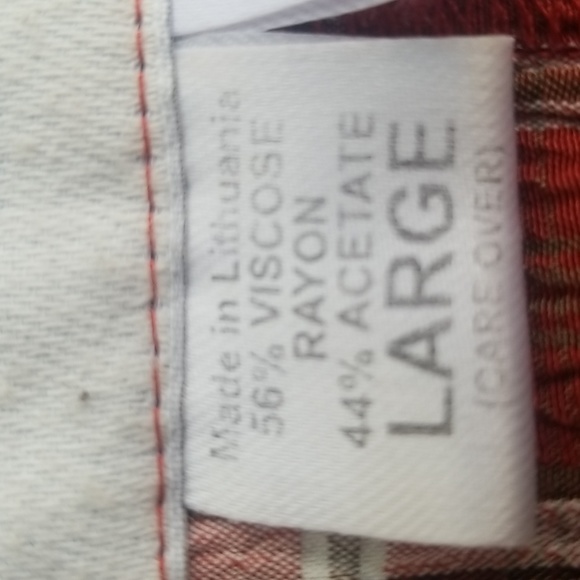 Made in Lithuania
56% VISCOSE
RAYON
44% ACETATE
LARGE
(CARE OVER)